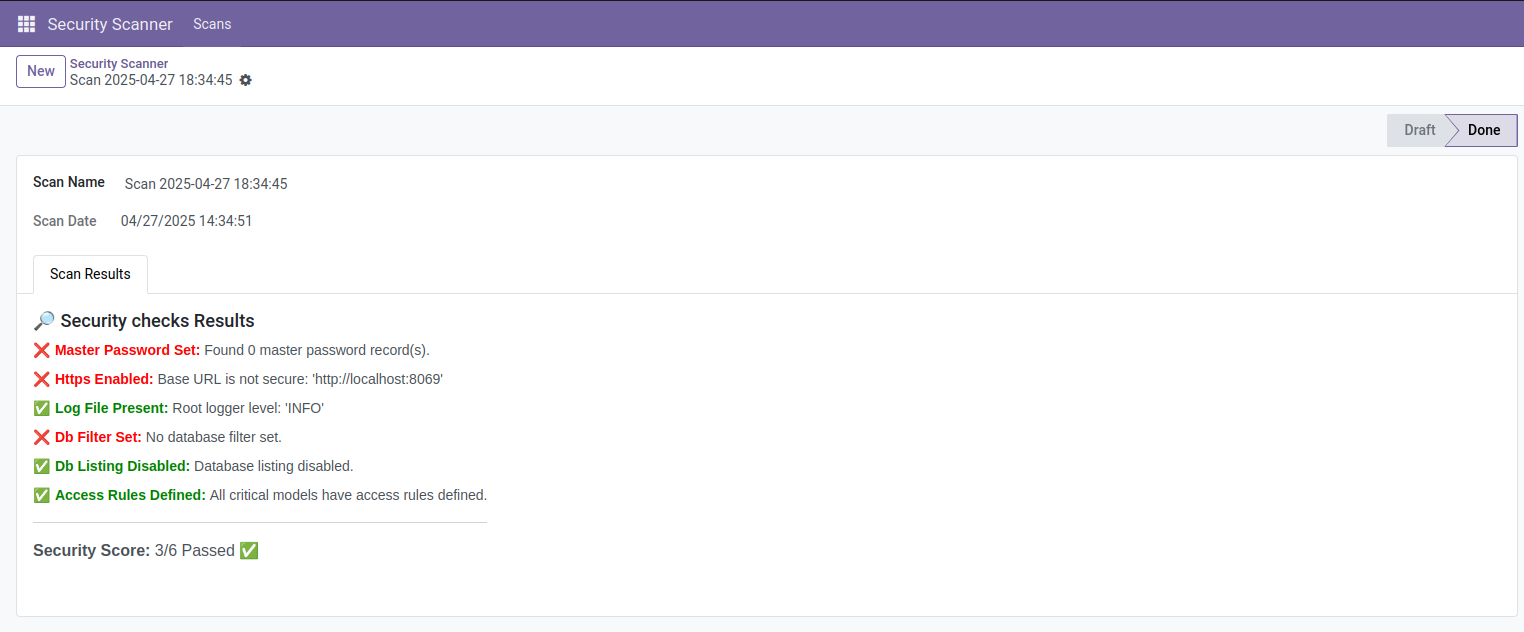 Security Scanner Scans
New
Security Scanner
Scan 2025-04-27 18:34:45
Draft Done
Scan Name Scan 2025-04-27 18:34:45
Scan Date 04/27/2025 14:34:51
Scan Results
🔎 Security checks Results
❌ Master Password Set: Found 0 master password record(s).
❌ Https Enabled: Base URL is not secure: 'http://localhost:8069'
✅ Log File Present: Root logger level: 'INFO'
❌ Db Filter Set: No database filter set.
✅ Db Listing Disabled: Database listing disabled.
✅ Access Rules Defined: All critical models have access rules defined.
Security Score: 3/6 Passed ✅